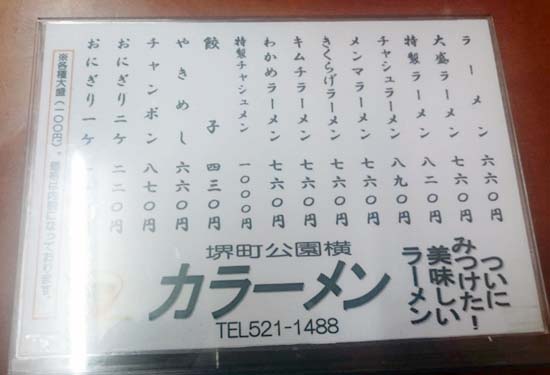 ラーメン 六六〇円
大盛ラーメン 七六〇円
特製ラーメン 八二〇円
チャシュラーメン 八九〇円
メンマラーメン 七六〇円
きくらげラーメン 七六〇円
キムチラーメン 七六〇円
わかめラーメン 七六〇円
特製チャシュメン 一〇〇〇円
餃子 四三〇円
やきめし 六六〇円
チャンポン 八七〇円
おにぎり二ケ 二二〇円
おにぎり一ケ
※各種大盛(一〇〇円)。
ついに
みつけた!
美味しい
ラーメン
堺町公園横
カラーメン
TEL521-1488